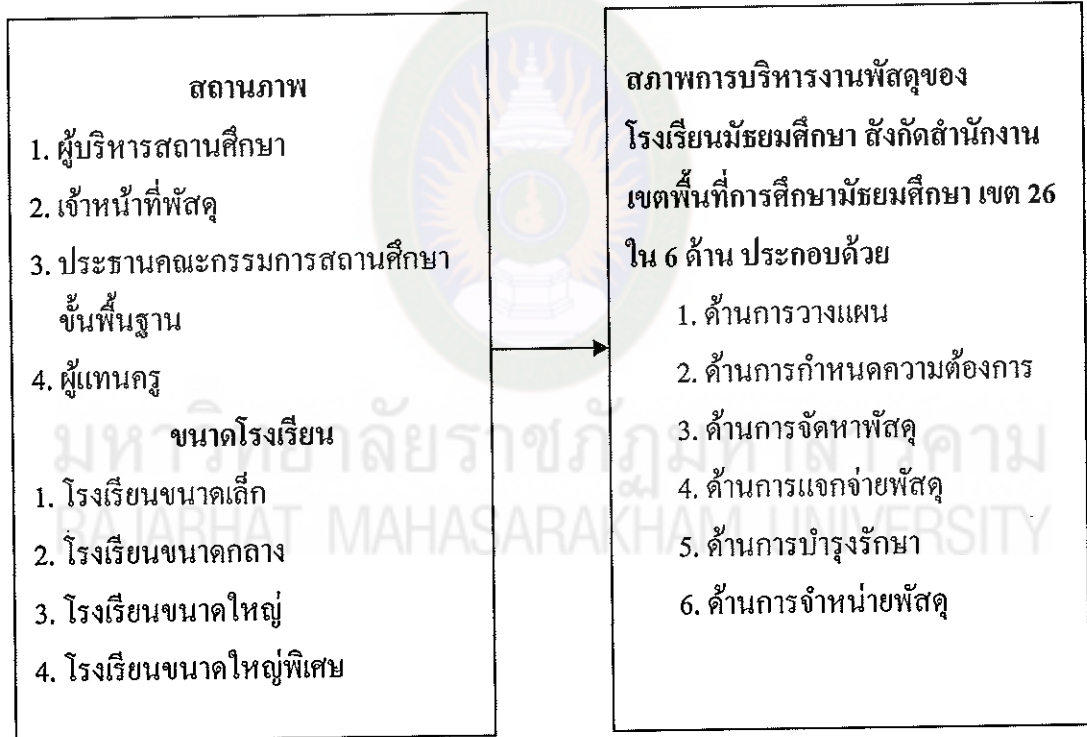 สถานภาพ
1. ผู้บริหารสถานศึกษา
2. เจ้าหน้าที่พัสดุ
3. ประธานคณะกรรมการสถานศึกษา
ขั้นพื้นฐาน
4. ผู้แทนครู
ขนาดโรงเรียน
1. โรงเรียนขนาดเล็ก
2. โรงเรียนขนาดกลาง
3. โรงเรียนขนาดใหญ่
4. โรงเรียนขนาดใหญ่พิเศษ
สภาพการบริหารงานพัสดุของ
โรงเรียนมัธยมศึกษา สังกัดสำนักงาน
เขตพื้นที่การศึกษามัธยมศึกษา เขต 26
ใน 6 ด้าน ประกอบด้วย
1. ด้านการวางแผน
2. ด้านการกำหนดความต้องการ
3. ด้านการจัดหาพัสดุ
4. ด้านการแจกจ่ายพัสดุ
5. ด้านการบำรุงรักษา
6. ด้านการจำหน่ายพัสดุ
มหาวิทยาลัยราชภัฏมหาสารคาม
RAJABHAT MAHASARAKHAM UNIVERSITY